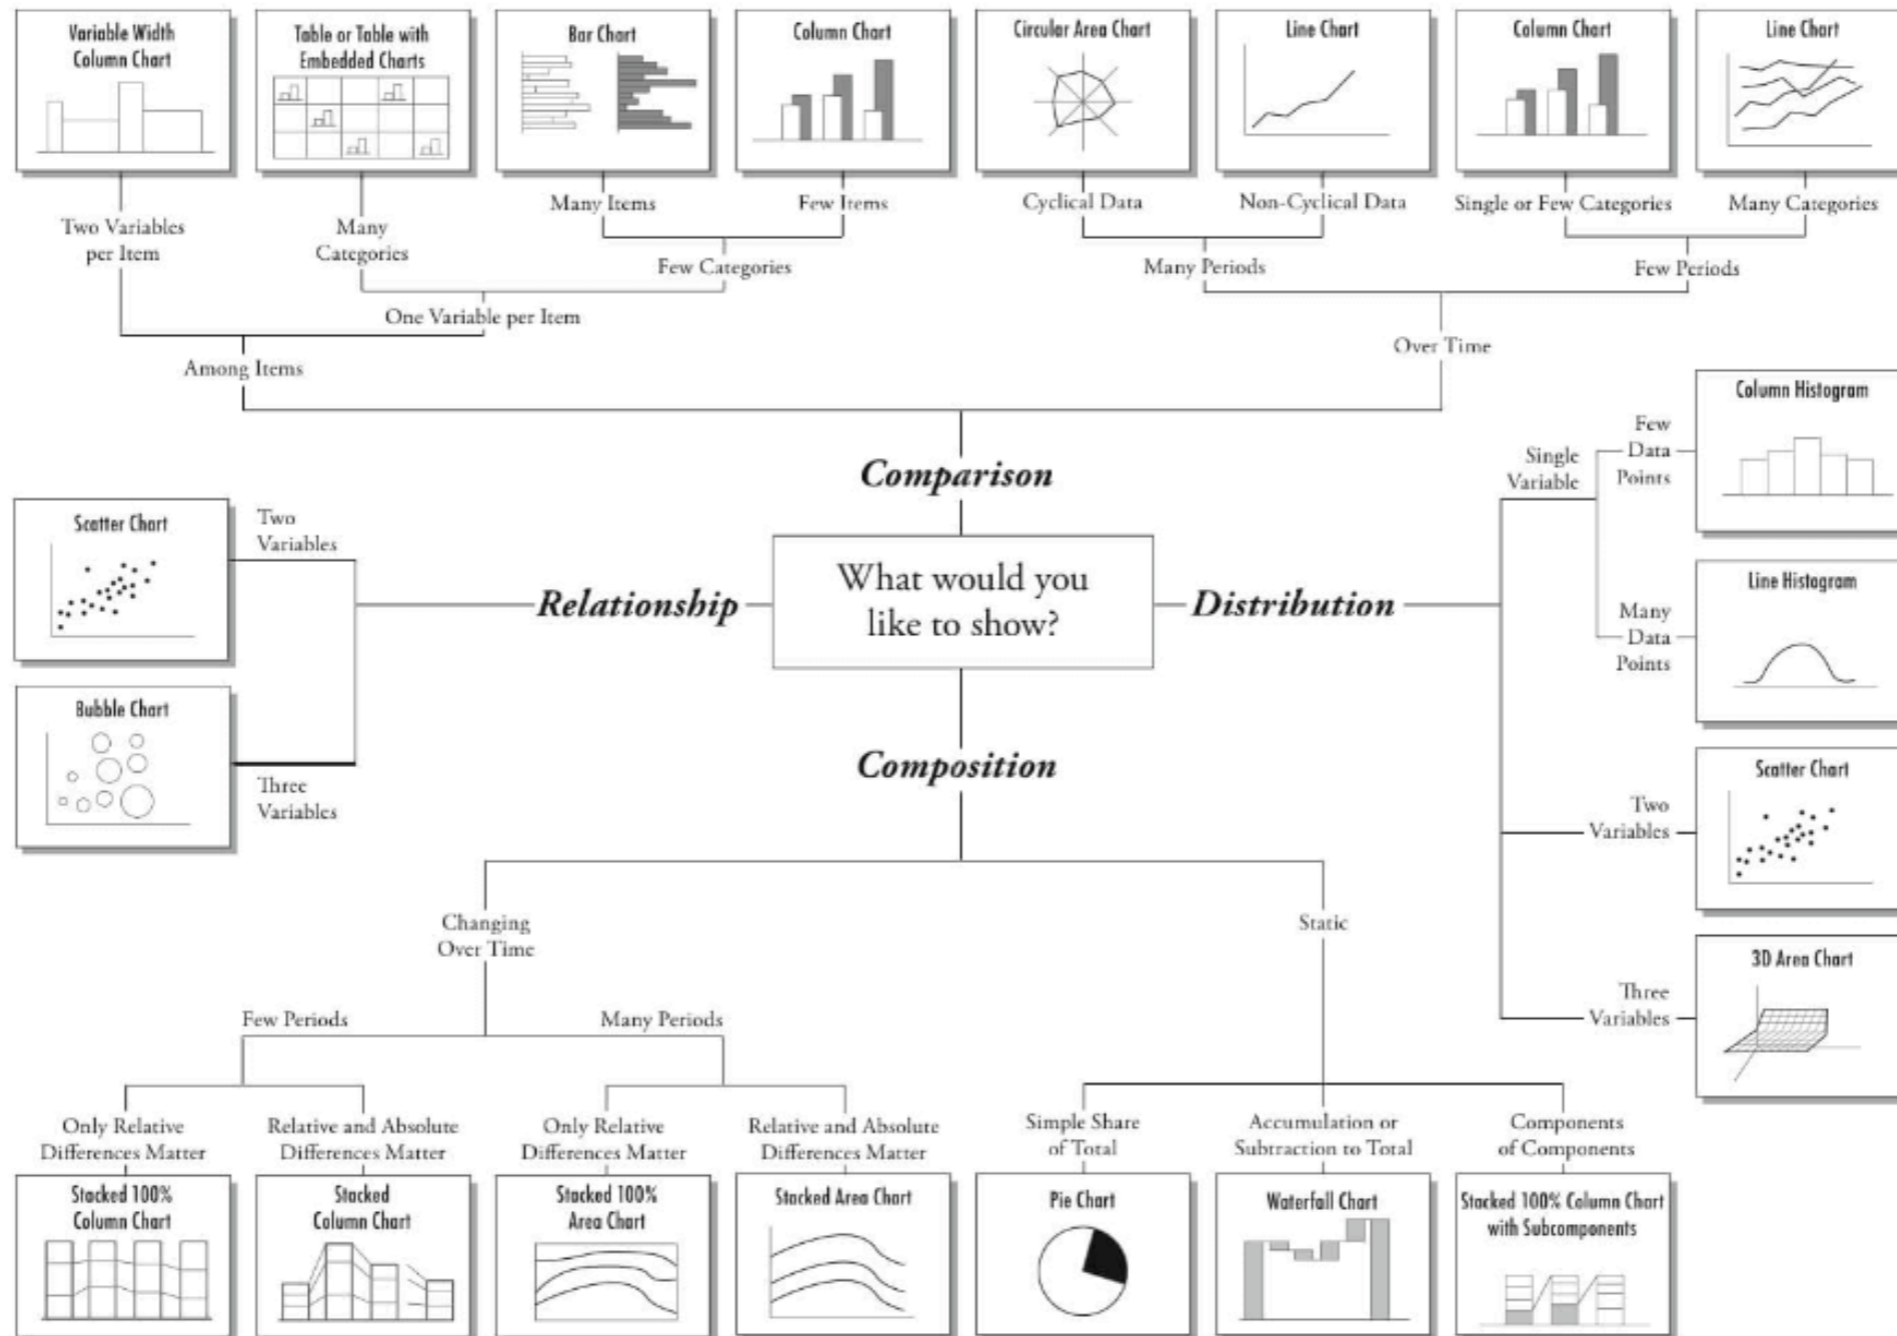 Variable Width
Column Chart
Table or Table with
Embedded Charts
Bar Chart
Column Chart
Circular Area Chart
Line Chart
Column Chart
Line Chart
Two Variables
per Item
Many
Categories
Many Items
Few Items
Cyclical Data
Non-Cyclical Data
Single or Few Categories
Many Categories
Few Categories
Many Periods
Few Periods
One Variable per Item
Among Items
Over Time
Comparison
What would you
like to show?
Relationship
Two
Variables
Scatter Chart
Three
Variables
Bubble Chart
Distribution
Single
Variable
Few
Data
Points
Column Histogram
Many
Data
Points
Line Histogram
Two
Variables
Scatter Chart
Three
Variables
3D Area Chart
Composition
Changing
Over Time
Static
Few Periods
Many Periods
Only Relative
Differences Matter
Relative and Absolute
Differences Matter
Only Relative
Differences Matter
Relative and Absolute
Differences Matter
Simple Share
of Total
Accumulation or
Subtraction to Total
Components
of Components
Stacked 100%
Column Chart
Stacked
Column Chart
Stacked 100%
Area Chart
Stacked Area Chart
Pie Chart
Waterfall Chart
Stacked 100% Column Chart
with Subcomponents